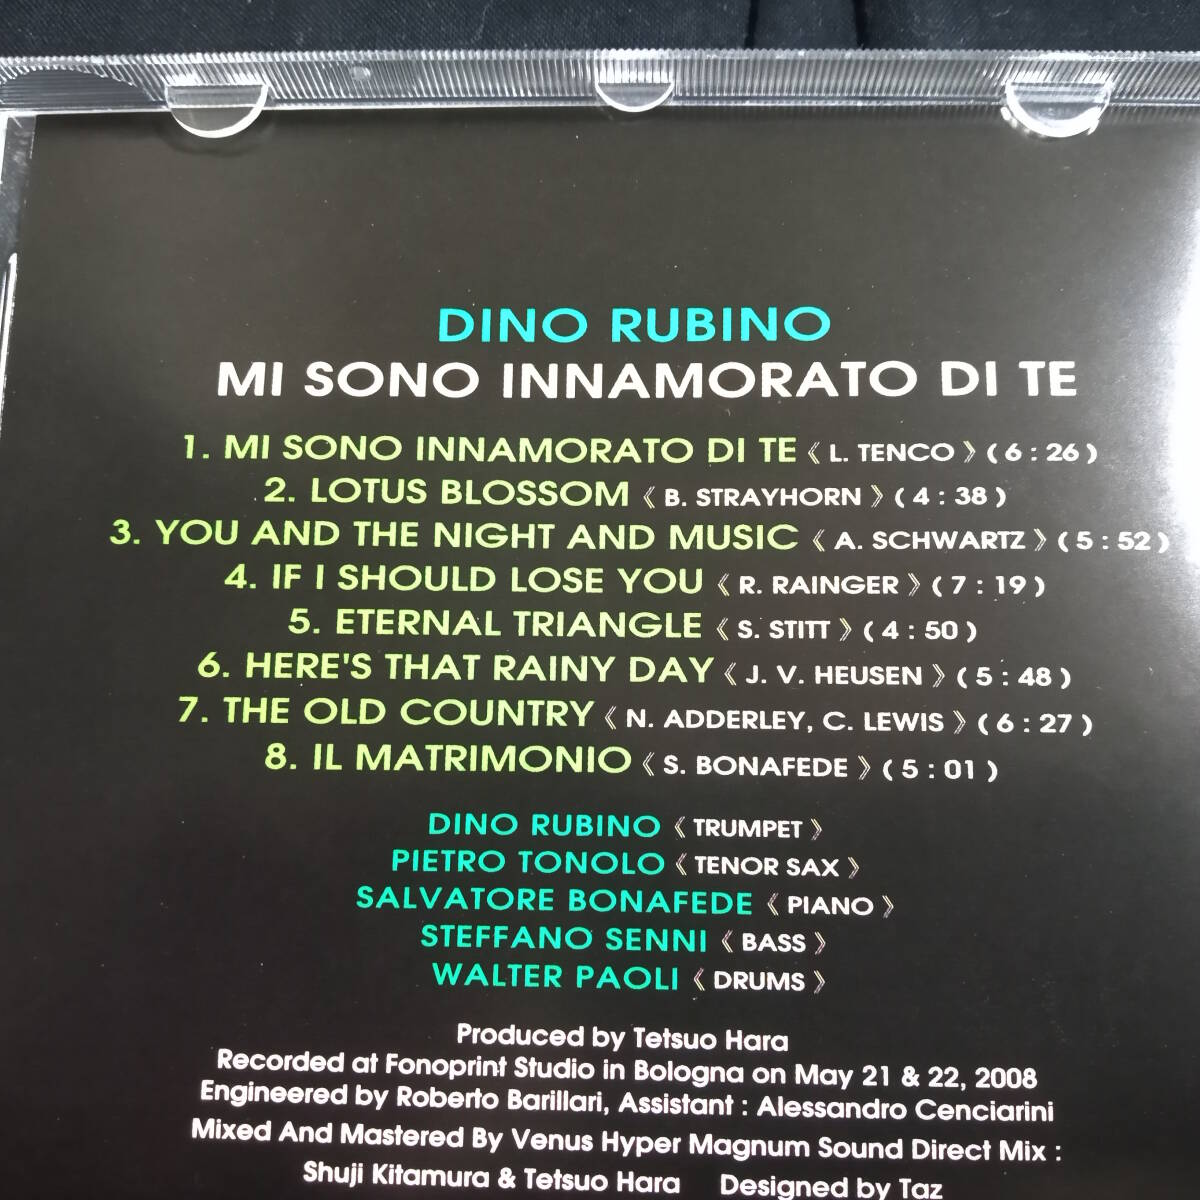 DINO RUBINO
MI SONO INNAMORATO DI TE
1. MI SONO INNAMORATO DI TE《 L. TENCO 》( 6 : 26 )
2. LOTUS BLOSSOM《 B. STRAYHORN 》( 4 : 38 )
3. YOU AND THE NIGHT AND MUSIC《 A. SCHWARTZ 》( 5 : 52 )
4. IF I SHOULD LOSE YOU《 R. RAINGER 》( 7 : 19 )
5. ETERNAL TRIANGLE《 S. STITT 》( 4 : 50 )
6. HERE'S THAT RAINY DAY《 J. V. HEUSEN 》( 5 : 48 )
7. THE OLD COUNTRY《 N. ADDERLEY, C. LEWIS 》( 6 : 27 )
8. IL MATRIMONIO《 S. BONAFEDE 》( 5 : 01 )
DINO RUBINO《 TRUMPET 》
PIETRO TONOLO《 TENOR SAX 》
SALVATORE BONAFEDE《 PIANO 》
STEFFANO SENNI《 BASS 》
WALTER PAOLI《 DRUMS 》
Produced by Tetsuo Hara
Recorded at Fonoprint Studio in Bologna on May 21 & 22, 2008
Engineered by Roberto Barillari, Assistant : Alessandro Cenciarini
Mixed And Mastered By Venus Hyper Magnum Sound Direct Mix :
Shuji Kitamura & Tetsuo Hara Designed by Taz